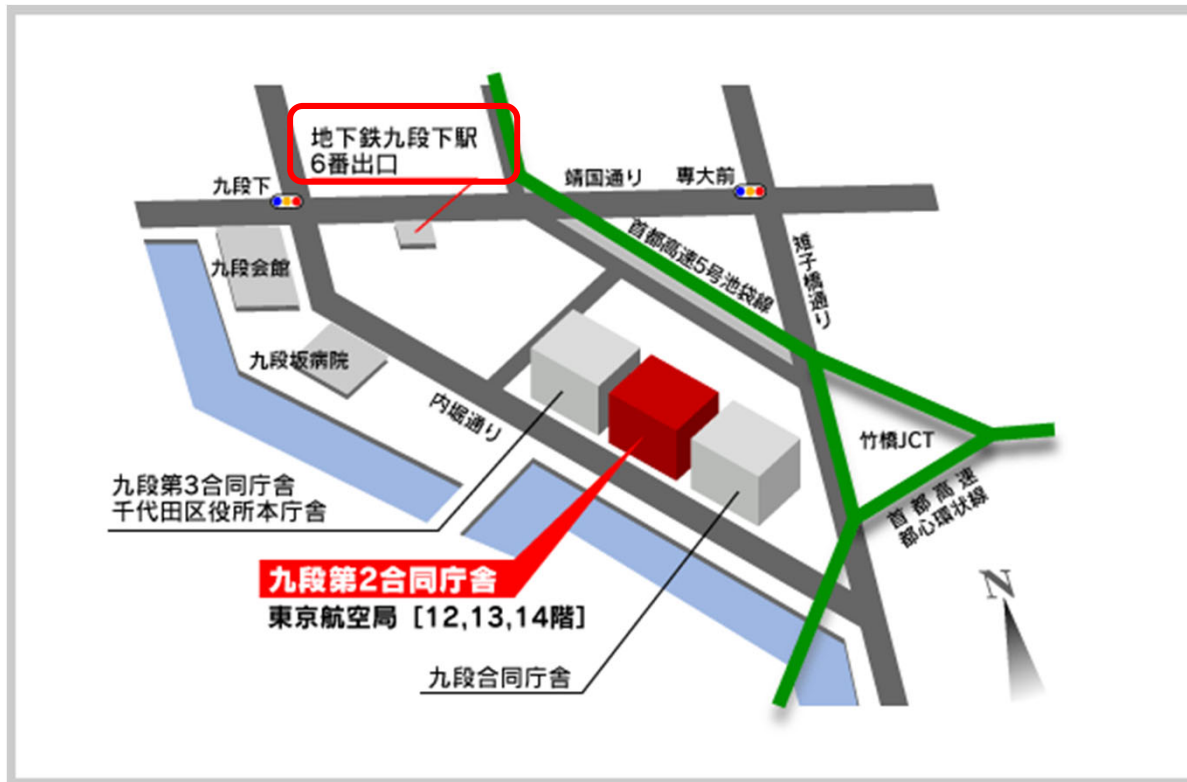 地下鉄九段下駅
6番出口
九段下
靖国通り
専大前
首都高速5号池袋線
雉子橋通り
九段会館
九段坂病院
内堀通り
竹橋JCT
首都高速
都心環状線
九段第3合同庁舎
千代田区役所本庁舎
九段第2合同庁舎
東京航空局［12,13,14階］
九段合同庁舎
N